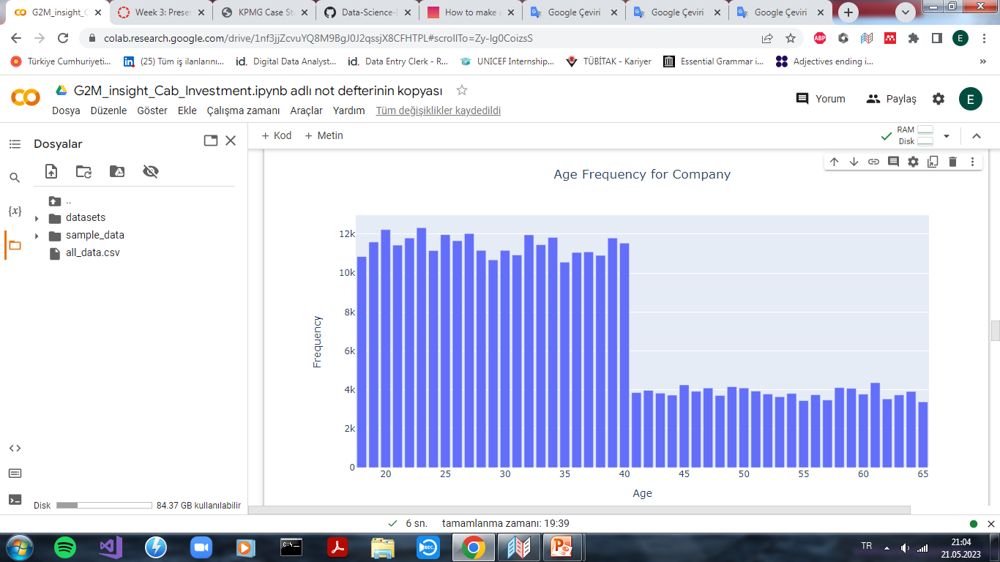 G2M_insight_C
Week 3: Prese
KPMG Case St
Data-Science-
How to make
Google Çeviri
Google Çeviri
Google Çeviri
colab.research.google.com/drive/1nf3jjZcvuYQ8M9BgJ0J2qssjX8CFHTPL#scrollTo=Zy-Ig0CoizsS
ABP
E
Türkiye Cumhuriyeti...
in
(25) Tüm iş ilanlarını...
id.
Digital Data Analyst...
id.
Data Entry Clerk - R...
UNICEF Internship...
TÜBİTAK - Kariyer
Essential Grammar i...
Adjectives ending i...
»
G2M_insight_Cab_Investment.ipynb adlı not defterinin kopyası
Dosya Düzenle Göster Ekle Çalışma zamanı Araçlar Yardım Tüm değişiklikler kaydedildi
Yorum
Paylaş
E
Dosyalar
+ Kod + Metin
RAM
Disk
{x}
..
datasets
sample_data
all_data.csv
Age Frequency for Company
Frequency
12k
10k
8k
6k
4k
2k
0
20 25 30 35 40 45 50 55 60 65
Age
Disk 84.37 GB kullanılabilir
6 sn. tamamlanma zamanı: 19:39
C:\
REC
TR
21:04
21.05.2023